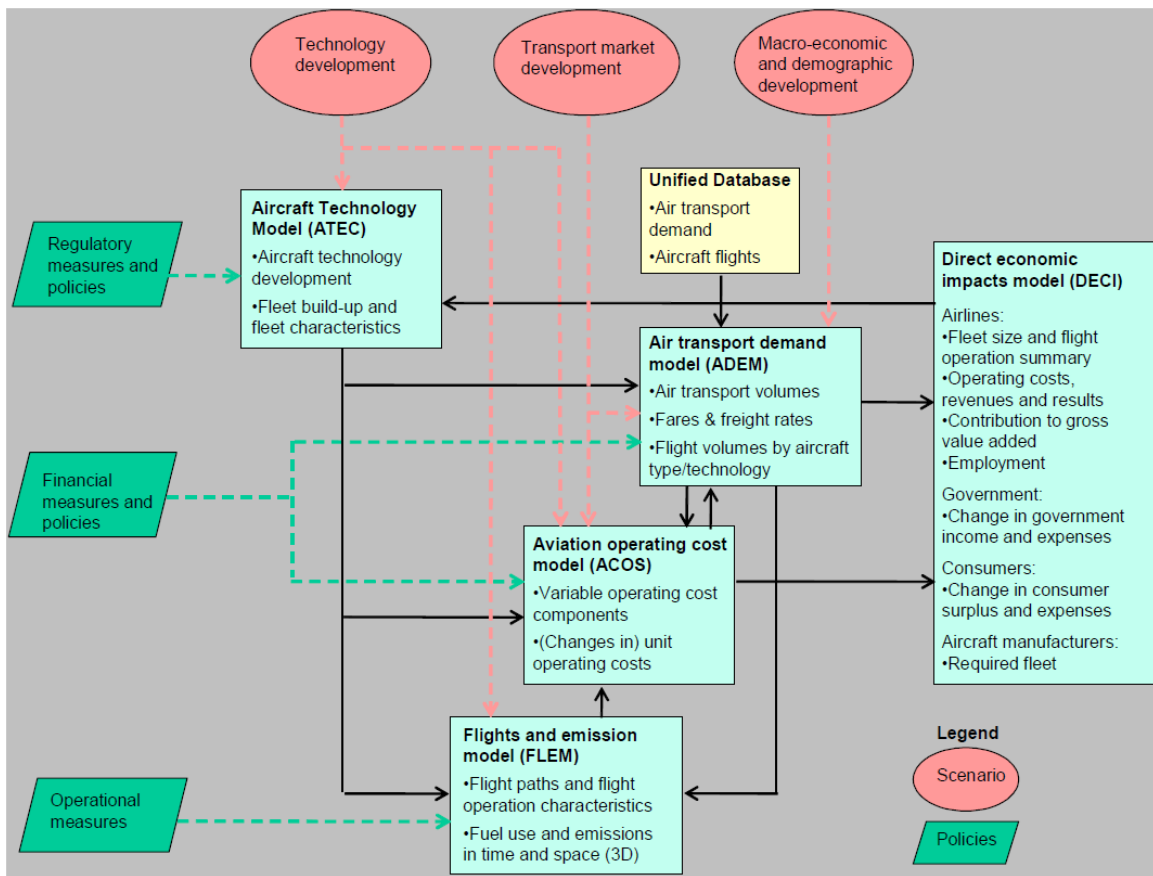 Technology
development
Transport market
development
Macro-economic
and demographic
development
Unified Database
•Air transport
demand
•Aircraft flights
Aircraft Technology
Model (ATEC)
•Aircraft technology
development
•Fleet build-up and
fleet characteristics
Regulatory
measures and
policies
Direct economic
impacts model (DECI)
Airlines:
•Fleet size and flight
operation summary
•Operating costs,
revenues and results
•Contribution to gross
value added
•Employment
Government:
•Change in government
income and expenses
Consumers:
•Change in consumer
surplus and expenses
Aircraft manufacturers:
•Required fleet
Air transport demand
model (ADEM)
•Air transport volumes
•Fares & freight rates
•Flight volumes by aircraft
type/technology
Financial
measures and
policies
Aviation operating cost
model (ACOS)
•Variable operating cost
components
•(Changes in) unit
operating costs
Flights and emission
model (FLEM)
•Flight paths and flight
operation characteristics
•Fuel use and emissions
in time and space (3D)
Operational
measures
Legend
Scenario
Policies